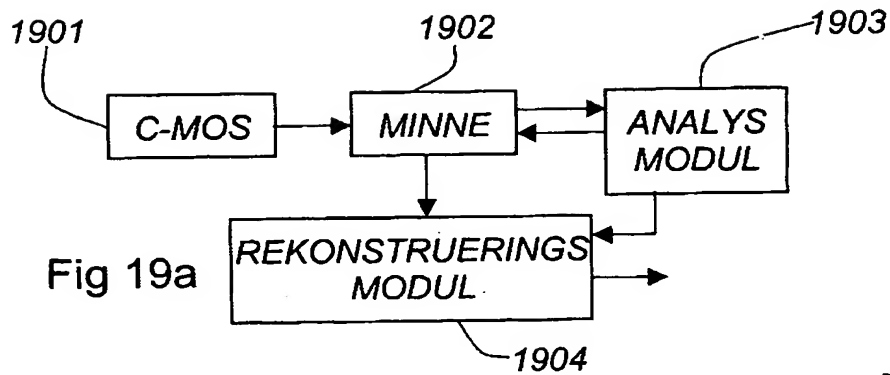 1901
1902
1903
C-MOS
MINNE
ANALYS
MODUL
REKONSTRUERINGS
MODUL
Fig 19a
1904